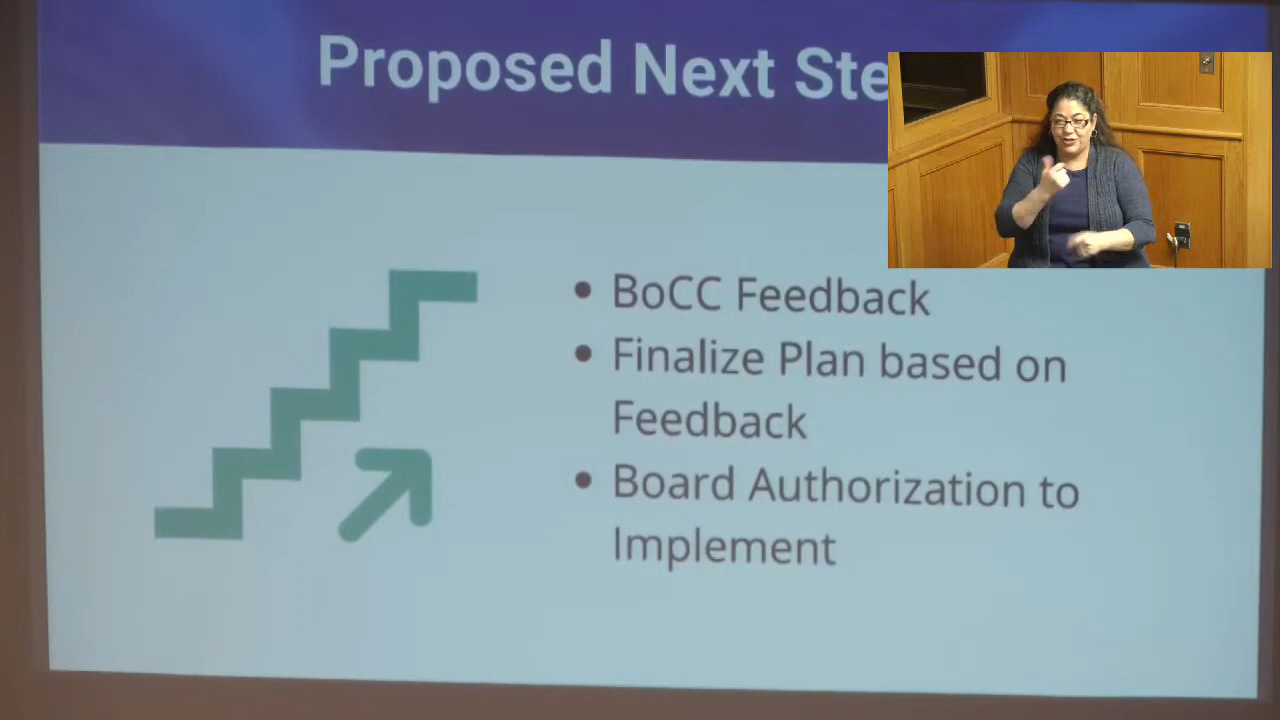 Proposed Next Ste
• BoCC Feedback
• Finalize Plan based on
Feedback
• Board Authorization to
Implement